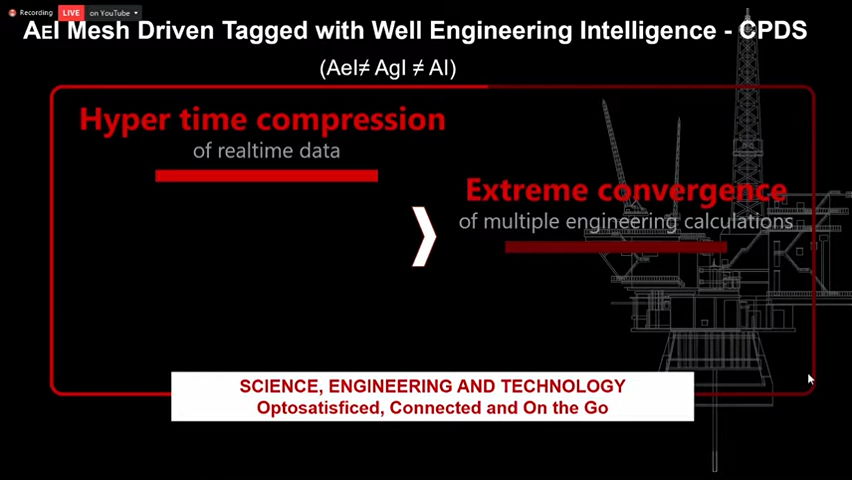 Recording LIVE on YouTube
AEI Mesh Driven Tagged with Well Engineering Intelligence - CPDS
(AeI≠ AgI ≠ AI)
Hyper time compression
of realtime data
Extreme convergence
of multiple engineering calculations
SCIENCE, ENGINEERING AND TECHNOLOGY
Optosatisficed, Connected and On the Go